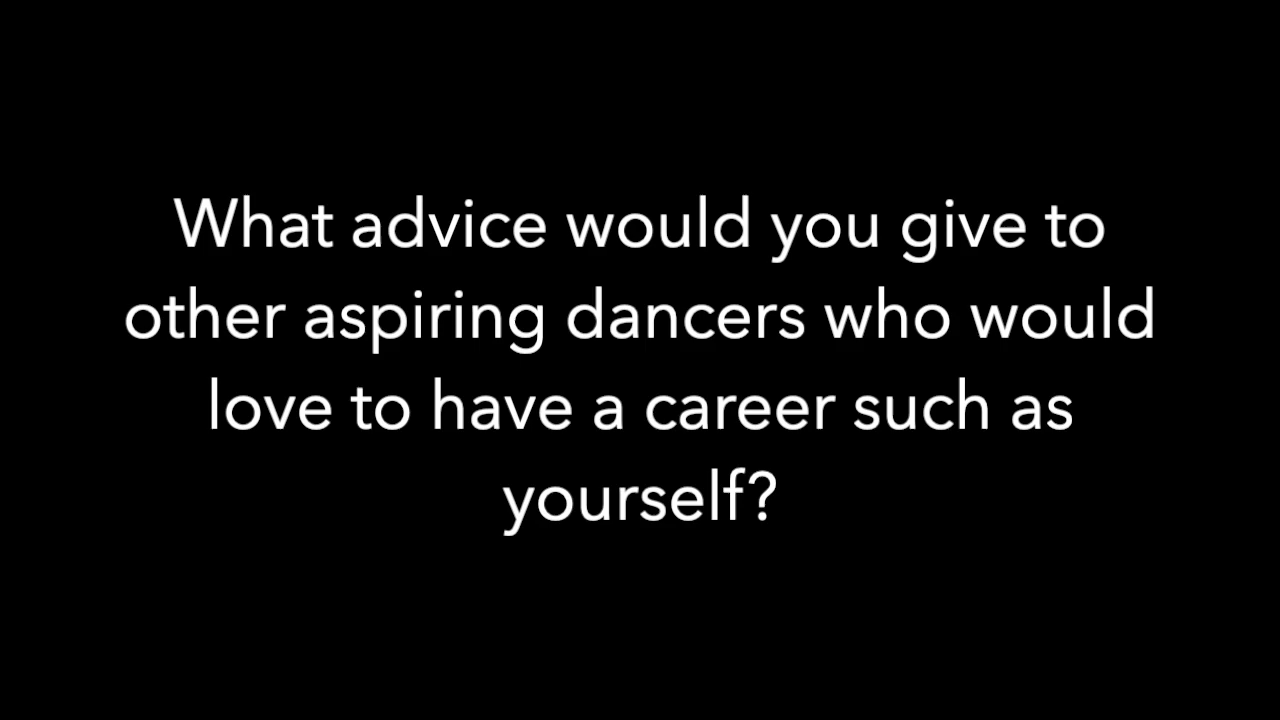 What advice would you give to
other aspiring dancers who would
love to have a career such as
yourself?